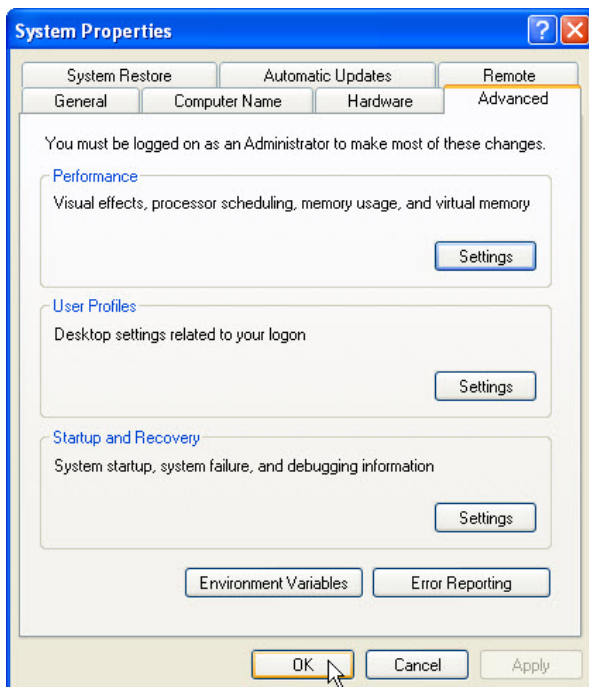 System Properties
System Restore Automatic Updates Remote
General Computer Name Hardware Advanced
You must be logged on as an Administrator to make most of these changes.
Performance
Visual effects, processor scheduling, memory usage, and virtual memory
Settings
User Profiles
Desktop settings related to your logon
Settings
Startup and Recovery
System startup, system failure, and debugging information
Settings
Environment Variables Error Reporting
OK Cancel Apply